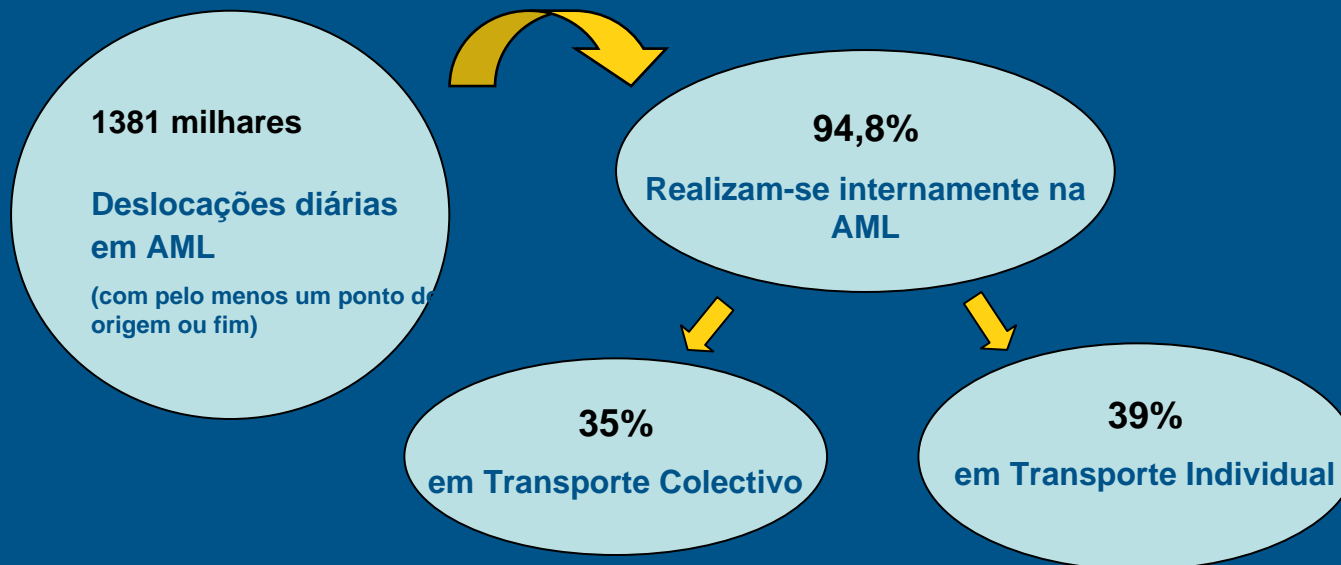 1381 milhares
Deslocações diárias
em AML
(com pelo menos um ponto de
origem ou fim)
94,8%
Realizam-se internamente na
AML
35%
em Transporte Colectivo
39%
em Transporte Individual